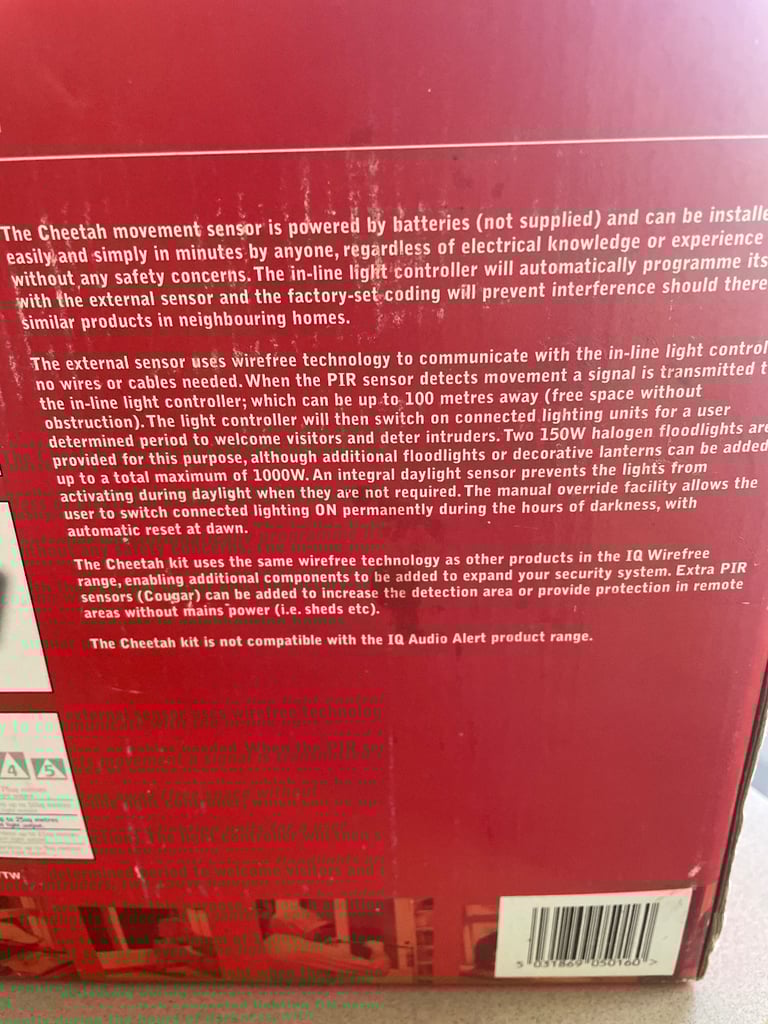 The Cheetah movement sensor is powered by batteries (not supplied) and can be installe
easily and simply in minutes by anyone, regardless of electrical knowledge or experience
without any safety concerns. The in-line light controller will automatically programme its
with the external sensor and the factory-set coding will prevent interference should there
similar products in neighbouring homes.
The external sensor uses wirefree technology to communicate with the in-line light control
no wires or cables needed. When the PIR sensor detects movement a signal is transmitted t
the in-line light controller; which can be up to 100 metres away (free space without
obstruction). The light controller will then switch on connected lighting units for a user
determined period to welcome visitors and deter intruders. Two 150W halogen floodlights are
provided for this purpose, although additional floodlights or decorative lanterns can be added
up to a total maximum of 1000W. An integral daylight sensor prevents the lights from
activating during daylight when they are not required. The manual override facility allows the
user to switch connected lighting ON permanently during the hours of darkness, with
automatic reset at dawn.
The Cheetah kit uses the same wirefree technology as other products in the IQ Wirefree
range, enabling additional components to be added to expand your security system. Extra PIR
sensors (Cougar) can be added to increase the detection area or provide protection in remote
areas without mains power (i.e. sheds etc).
The Cheetah kit is not compatible with the IQ Audio Alert product range.
4 5
TW
5 031869 050160 >